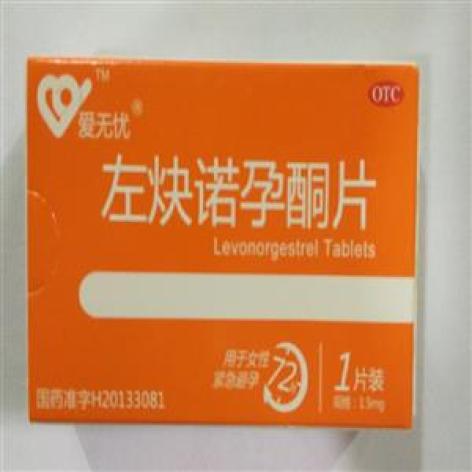 TM
爱无忧®
OTC
左炔诺孕酮片
Levonorgestrel Tablets
用于女性
紧急避孕
72
1片装
规格：1.5mg
国药准字H20133081